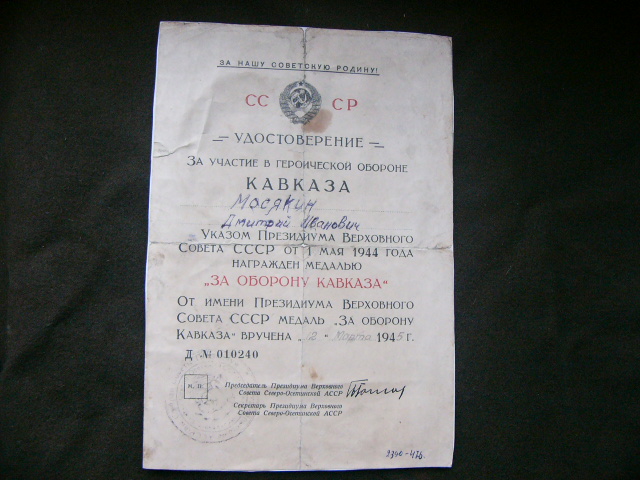 ЗА НАШУ СОВЕТСКУЮ РОДИНУ!
СС СР
УДОСТОВЕРЕНИЕ
ЗА УЧАСТИЕ В ГЕРОИЧЕСКОЙ ОБОРОНЕ
КАВКАЗА
Мосякин
Дмитрий Иванович
УКАЗОМ ПРЕЗИДИУМА ВЕРХОВНОГО
СОВЕТА СССР ОТ 1 МАЯ 1944 ГОДА
НАГРАЖДЕН МЕДАЛЬЮ
„ЗА ОБОРОНУ КАВКАЗА“
ОТ ИМЕНИ ПРЕЗИДИУМА ВЕРХОВНОГО
СОВЕТА СССР МЕДАЛЬ „ЗА ОБОРОНУ
КАВКАЗА“ ВРУЧЕНА „2“ Марта 1945 г.
Д № 010240
М. П.
Председатель Президиума Верховного
Совета Северо-Осетинской АССР
Секретарь Президиума Верховного
Совета Северо-Осетинской АССР